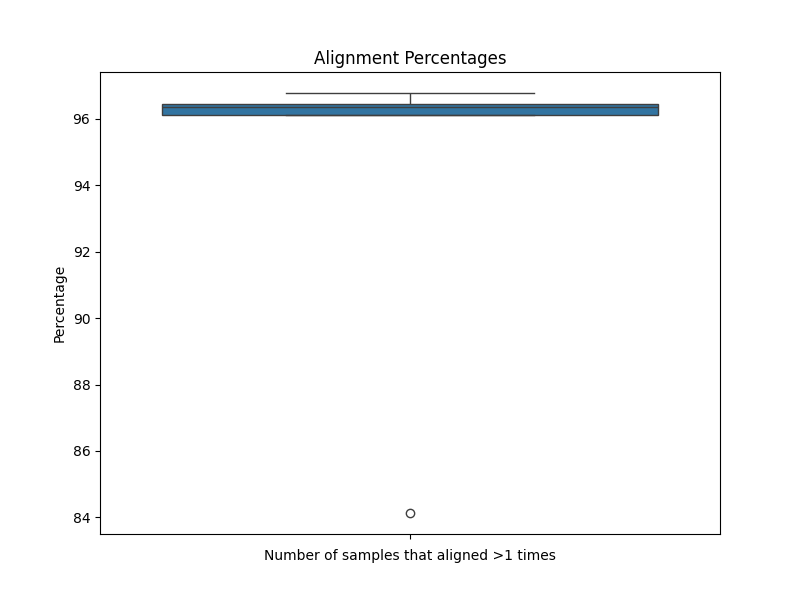 Alignment Percentages
96
94
92
90
88
86
84
Percentage
Number of samples that aligned >1 times